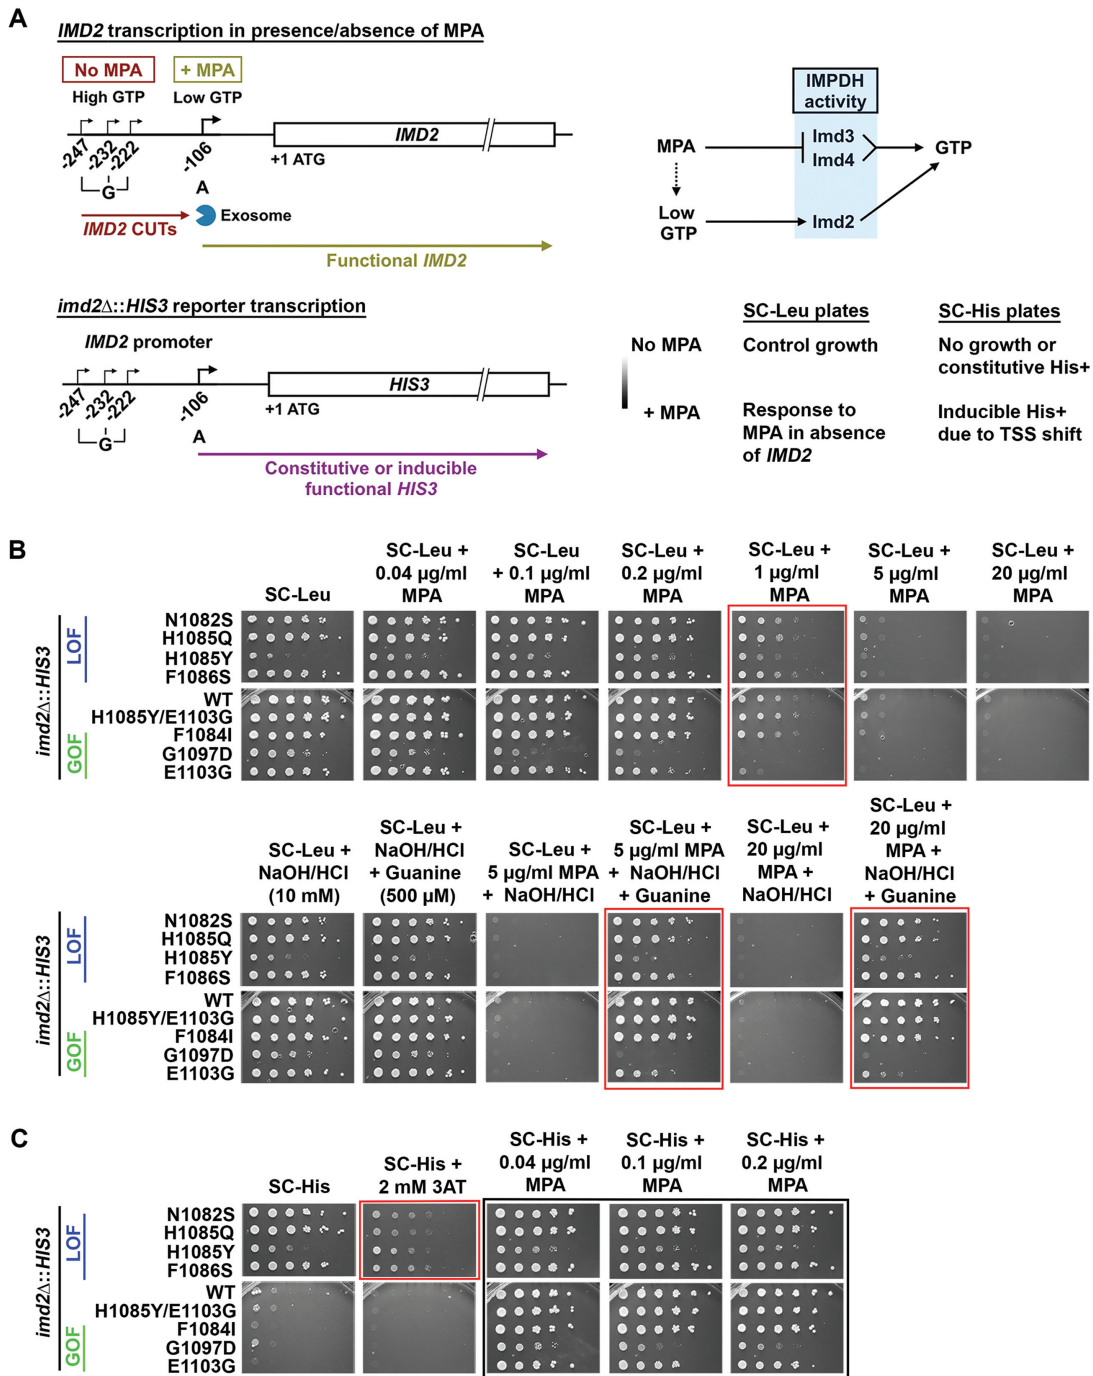 A
IMD2 transcription in presence/absence of MPA
No MPA
+ MPA
High GTP
Low GTP
-247
-232
-222
-106
IMD2
+1 ATG
G
A
Exosome
IMD2 CUTs
Functional IMD2
IMPDH
activity
MPA
Imd3
Imd4
GTP
Low
GTP
Imd2
imd2Δ::HIS3 reporter transcription
IMD2 promoter
-247
-232
-222
-106
HIS3
+1 ATG
G
A
Constitutive or inducible
functional HIS3
SC-Leu plates
SC-His plates
No MPA
Control growth
No growth or
constitutive His+
+ MPA
Response to
MPA in absence
of IMD2
Inducible His+
due to TSS shift
B
SC-Leu
SC-Leu +
0.04 µg/ml
MPA
SC-Leu
+ 0.1 µg/ml
MPA
SC-Leu +
0.2 µg/ml
MPA
SC-Leu +
1 µg/ml
MPA
SC-Leu +
5 µg/ml
MPA
SC-Leu +
20 µg/ml
MPA
imd2Δ::HIS3
LOF
GOF
N1082S
H1085Q
H1085Y
F1086S
WT
H1085Y/E1103G
F1084I
G1097D
E1103G
SC-Leu +
NaOH/HCl
(10 mM)
SC-Leu +
NaOH/HCl
+ Guanine
(500 µM)
SC-Leu +
5 µg/ml MPA
+ NaOH/HCl
SC-Leu +
5 µg/ml MPA
+ NaOH/HCl
+ Guanine
SC-Leu +
20 µg/ml
MPA +
NaOH/HCl
SC-Leu +
20 µg/ml
MPA +
NaOH/HCl
+ Guanine
imd2Δ::HIS3
LOF
GOF
N1082S
H1085Q
H1085Y
F1086S
WT
H1085Y/E1103G
F1084I
G1097D
E1103G
C
SC-His
SC-His +
2 mM 3AT
SC-His +
0.04 µg/ml
MPA
SC-His +
0.1 µg/ml
MPA
SC-His +
0.2 µg/ml
MPA
imd2Δ::HIS3
LOF
GOF
N1082S
H1085Q
H1085Y
F1086S
WT
H1085Y/E1103G
F1084I
G1097D
E1103G